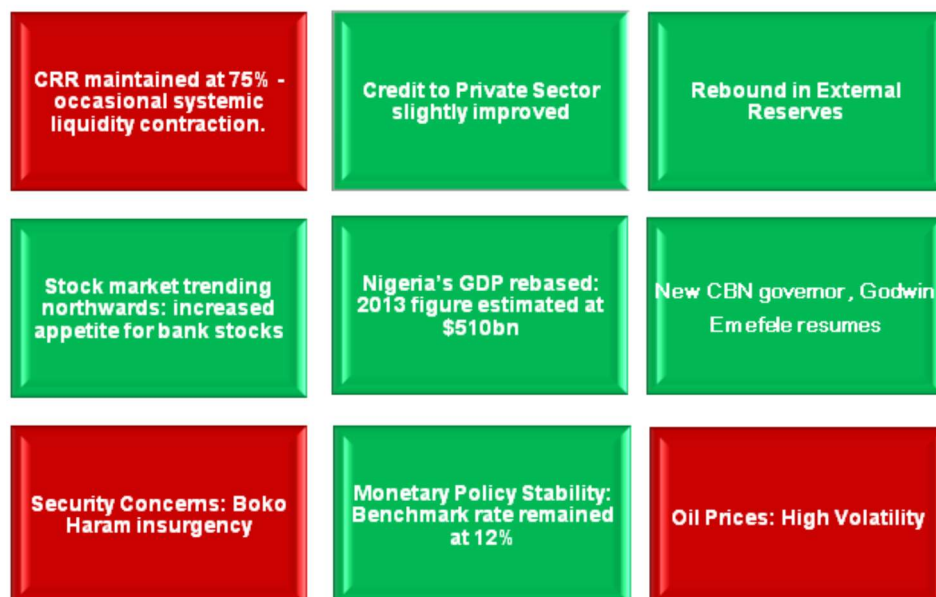 CRR maintained at 75% -
occasional systemic
liquidity contraction.
Credit to Private Sector
slightly improved
Rebound in External
Reserves
Stock market trending
northwards: increased
appetite for bank stocks
Nigeria's GDP rebased:
2013 figure estimated at
$510bn
New CBN governor, Godwin
Emefele resumes
Security Concerns: Boko
Haram insurgency
Monetary Policy Stability:
Benchmark rate remained
at 12%
Oil Prices: High Volatility